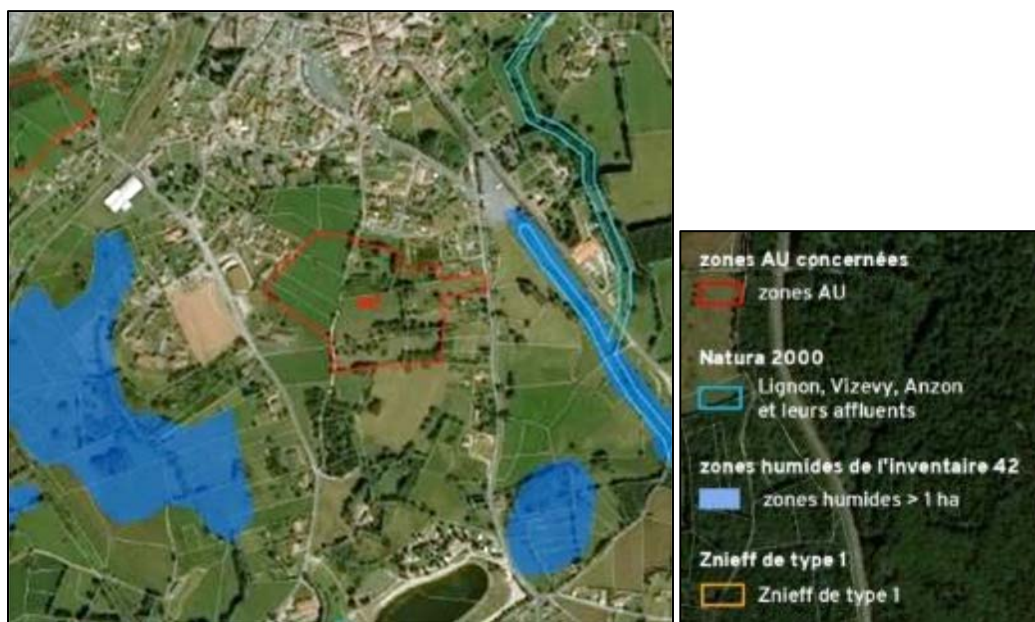 zones AU concernées
zones AU
Natura 2000
Lignon, Vizevy, Anzon
et leurs affluents
zones humides de l'inventaire 42
zones humides > 1 ha
Znieff de type 1
Znieff de type 1